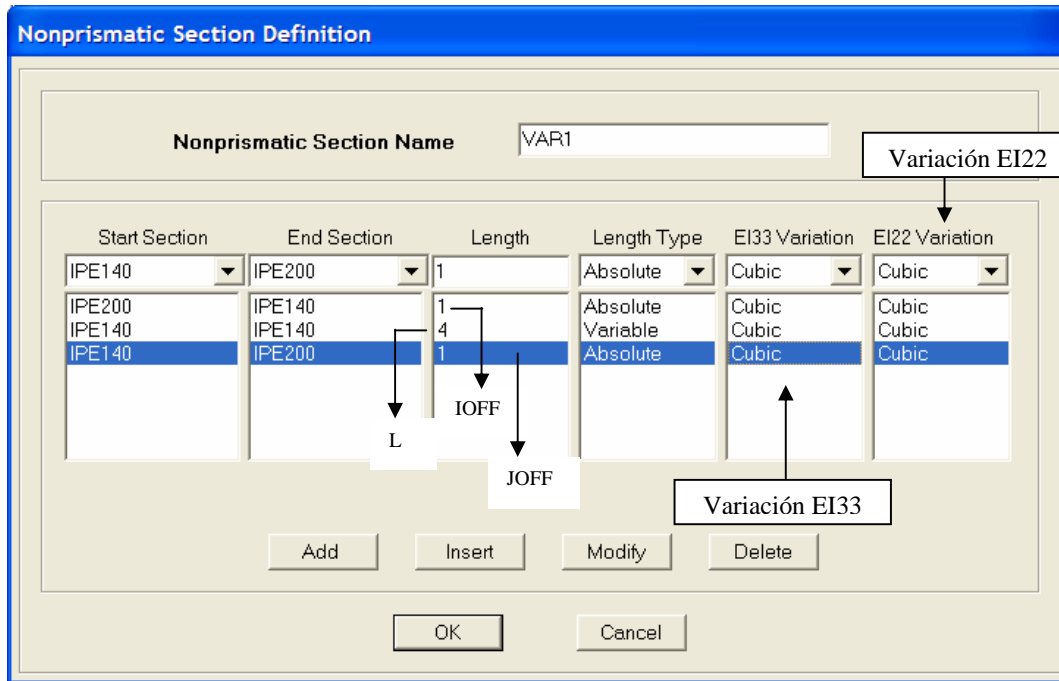 Nonprismatic Section Definition
Nonprismatic Section Name VAR1
Variación EI22
Start Section End Section Length Length Type EI33 Variation EI22 Variation
IPE140 IPE200 1 Absolute Cubic Cubic
IPE200 IPE140 1 Absolute Cubic Cubic
IPE140 IPE140 4 Variable Cubic Cubic
IPE140 IPE200 1 Absolute Cubic Cubic
IOFF
L
JOFF
Variación EI33
Add Insert Modify Delete
OK Cancel